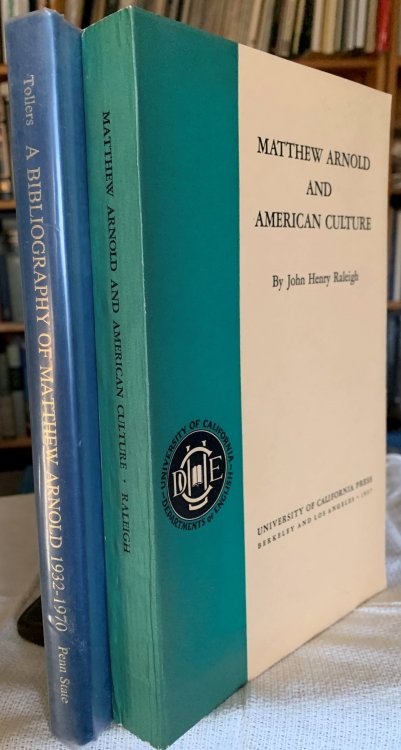 Tollers A BIBLIOGRAPHY OF MATTHEW ARNOLD 1932-1970 Penn State
MATTHEW ARNOLD AND AMERICAN CULTURE · RALEIGH
MATTHEW ARNOLD
AND
AMERICAN CULTURE
By John Henry Raleigh
UNIVERSITY OF CALIFORNIA
DEPARTMENTS OF ENGLISH
UNIVERSITY OF CALIFORNIA PRESS
BERKELEY AND LOS ANGELES · 1957